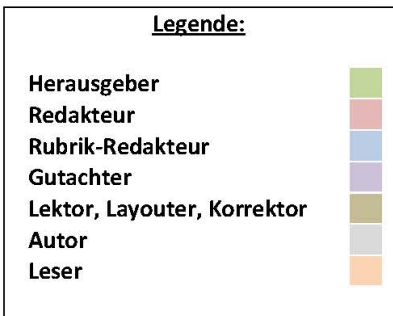 Legende:
Herausgeber
Redakteur
Rubrik-Redakteur
Gutachter
Lektor, Layouter, Korrektor
Autor
Leser